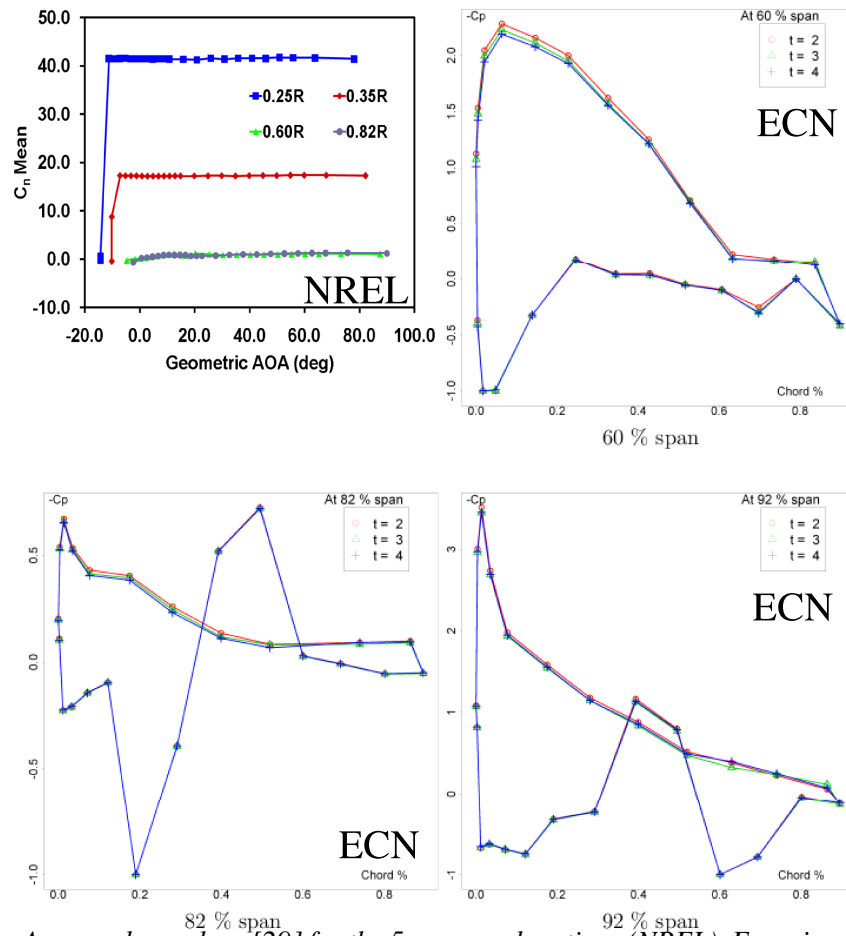 50.0
40.0
30.0
20.0
10.0
0.0
-10.0
Cn Mean
0.25R 0.35R
0.60R 0.82R
NREL
-20.0 0.0 20.0 40.0 60.0 80.0 100.0
Geometric AOA (deg)
-Cp At 60 % span
t = 2
t = 3
t = 4
ECN
2.0
1.5
1.0
0.5
0.0
-0.5
-1.0
Chord %
0.0 0.2 0.4 0.6 0.8
60 % span
-Cp At 82 % span
t = 2
t = 3
t = 4
0.5
0.0
-0.5
-1.0
ECN
Chord %
0.0 0.2 0.4 0.6 0.8
82 % span
-Cp At 92 % span
t = 2
t = 3
t = 4
ECN
3
2
1
0
-1
Chord %
0.0 0.2 0.4 0.6 0.8
92 % span